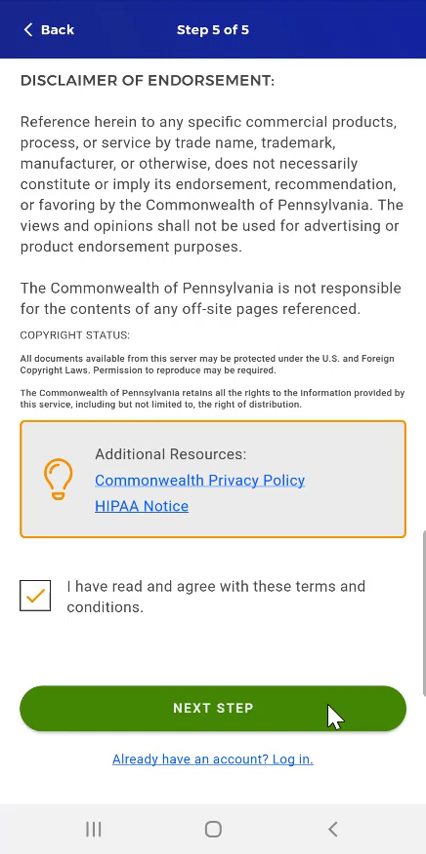 Back
Step 5 of 5
DISCLAIMER OF ENDORSEMENT:
Reference herein to any specific commercial products,
process, or service by trade name, trademark,
manufacturer, or otherwise, does not necessarily
constitute or imply its endorsement, recommendation,
or favoring by the Commonwealth of Pennsylvania. The
views and opinions shall not be used for advertising or
product endorsement purposes.
The Commonwealth of Pennsylvania is not responsible
for the contents of any off-site pages referenced.
COPYRIGHT STATUS:
All documents available from this server may be protected under the U.S. and Foreign
Copyright Laws. Permission to reproduce may be required.
The Commonwealth of Pennsylvania retains all the rights to the information provided by
this service, including but not limited to, the right of distribution.
Additional Resources:
Commonwealth Privacy Policy
HIPAA Notice
I have read and agree with these terms and
conditions.
NEXT STEP
Already have an account? Log in.